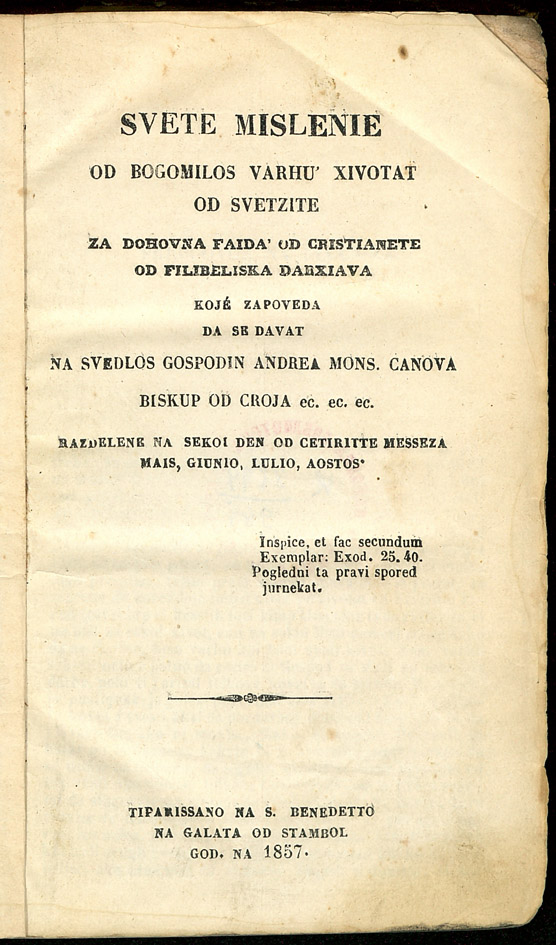 SVETE MISLENIE
OD BOGOMILOS VARHU' XIVOTAT
OD SVETZITE
ZA DOHOVNA FAIDA' OD CRISTIANETE
OD FILIBELISKA DARXIAVA
KOJÉ ZAPOVEDA
DA SE DAVAT
NA SVEDLOS GOSPODIN ANDREA MONS. CANOVA
BISKUP OD CROJA ec. ec. ec.
RAZDELENE NA SEKOI DEN OD CETIRITTE MESSEZA
MAIS, GIUNIO, LULIO, AOSTOS'
Inspice, et fac secundum
Exemplar: Exod. 25. 40.
Pogledni ta pravi spored
jurnekat.
TIPARISSANO NA S. BENEDETTO
NA GALATA OD STAMBOL
GOD. NA 1857.